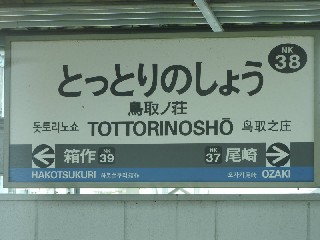 NK
38
とっとりのしょう
鳥取ノ荘
돗토리노쇼 TOTTORINOSHŌ 鸟取之庄
箱作 NK 39 NK 37 尾崎
HAKOTSUKURI OZAKI